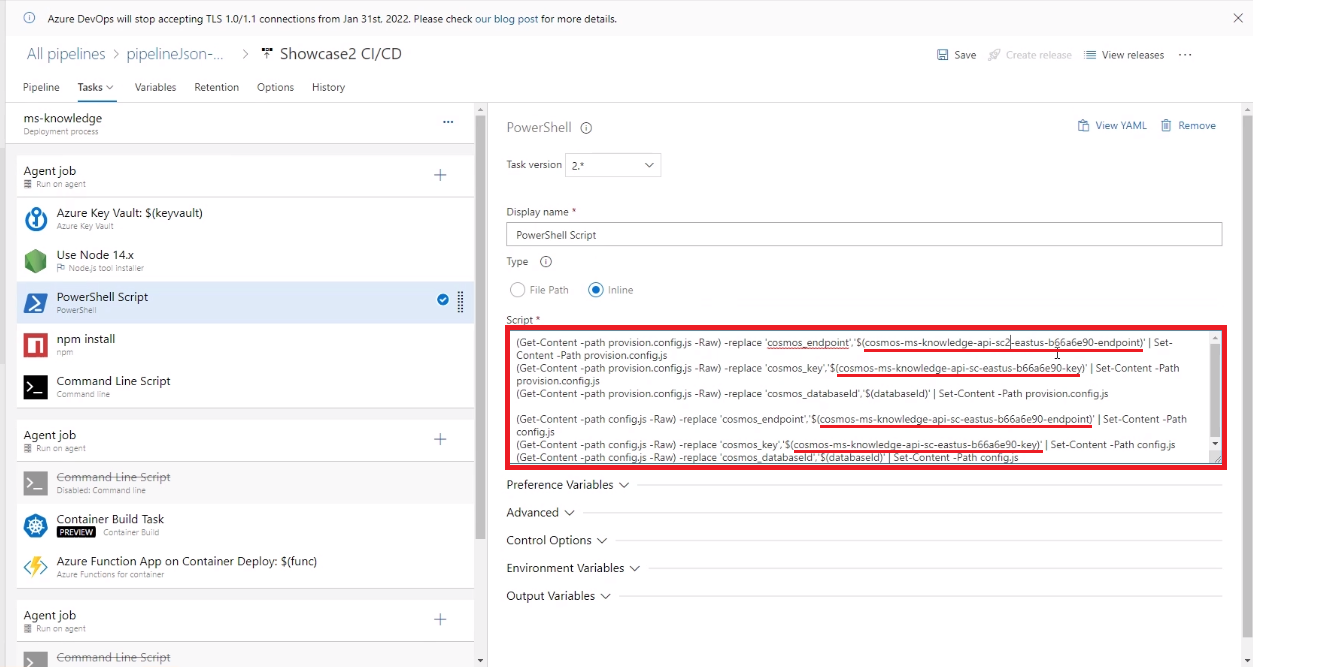 Azure DevOps will stop accepting TLS 1.0/1.1 connections from Jan 31st, 2022. Please check our blog post for more details.
All pipelines > pipelineJson-... > Showcase2 CI/CD
Save Create release View releases ...
Pipeline Tasks Variables Retention Options History
ms-knowledge
Deployment process
Agent job
Run on agent
Azure Key Vault: $(keyvault)
Azure Key Vault
Use Node 14.x
Node.js tool installer
PowerShell Script
PowerShell
npm install
npm
Command Line Script
Command line
Agent job
Run on agent
Command Line Script
Disabled: Command line
Container Build Task
PREVIEW Container Build
Azure Function App on Container Deploy: $(func)
Azure Functions for container
Agent job
Run on agent
Command Line Script
PowerShell
View YAML Remove
Task version 2.*
Display name *
PowerShell Script
Type
File Path Inline
Script *
(Get-Content -path provision.config.js -Raw) -replace 'cosmos_endpoint','$(cosmos-ms-knowledge-api-sc2-eastus-b66a6e90-endpoint)' | Set-
Content -Path provision.config.js
(Get-Content -path provision.config.js -Raw) -replace 'cosmos_key','$(cosmos-ms-knowledge-api-sc-eastus-b66a6e90-key)' | Set-Content -Path
provision.config.js
(Get-Content -path provision.config.js -Raw) -replace 'cosmos_databaseId','$(databaseId)' | Set-Content -Path provision.config.js
(Get-Content -path config.js -Raw) -replace 'cosmos_endpoint','$(cosmos-ms-knowledge-api-sc-eastus-b66a6e90-endpoint)' | Set-Content -Path
config.js
(Get-Content -path config.js -Raw) -replace 'cosmos_key','$(cosmos-ms-knowledge-api-sc-eastus-b66a6e90-key)' | Set-Content -Path config.js
(Get-Content -path config.js -Raw) -replace 'cosmos_databaseId','$(databaseId)' | Set-Content -Path config.js
Preference Variables
Advanced
Control Options
Environment Variables
Output Variables